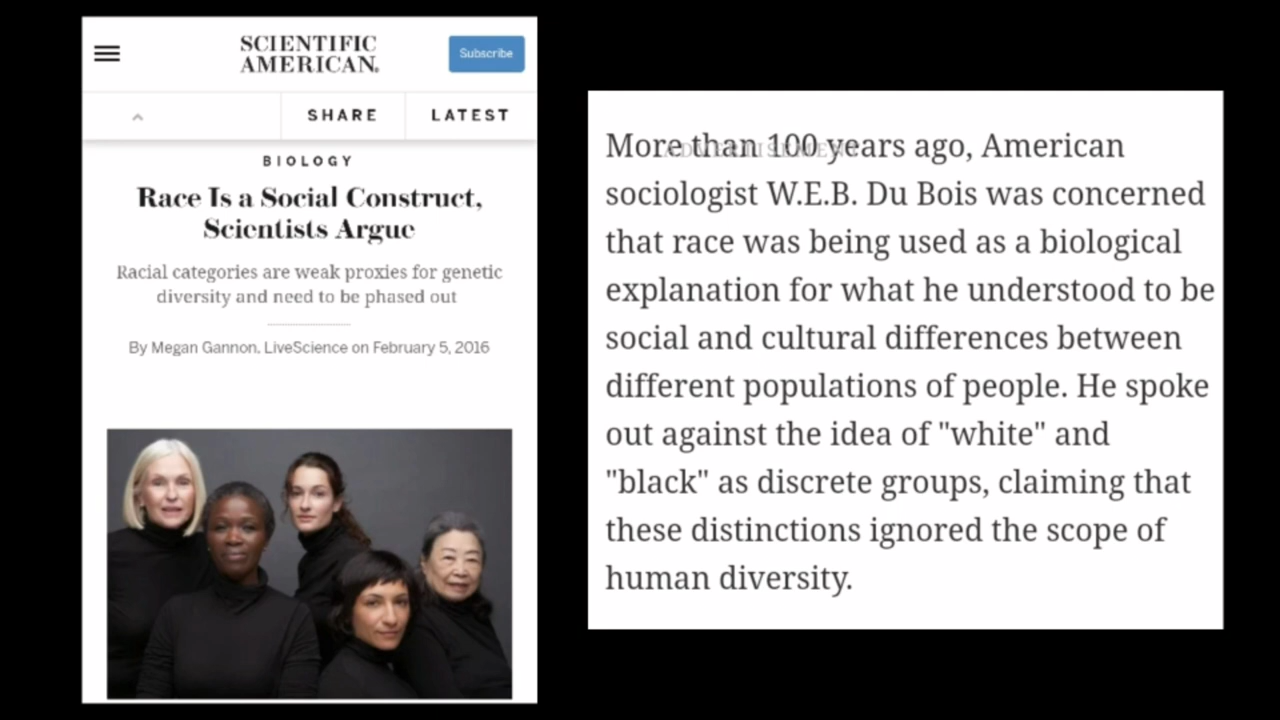 SCIENTIFIC
AMERICAN®
Subscribe
SHARE
LATEST
BIOLOGY
Race Is a Social Construct,
Scientists Argue
Racial categories are weak proxies for genetic
diversity and need to be phased out
By Megan Gannon, LiveScience on February 5, 2016
ADVERTISEMENT
More than 100 years ago, American
sociologist W.E.B. Du Bois was concerned
that race was being used as a biological
explanation for what he understood to be
social and cultural differences between
different populations of people. He spoke
out against the idea of "white" and
"black" as discrete groups, claiming that
these distinctions ignored the scope of
human diversity.